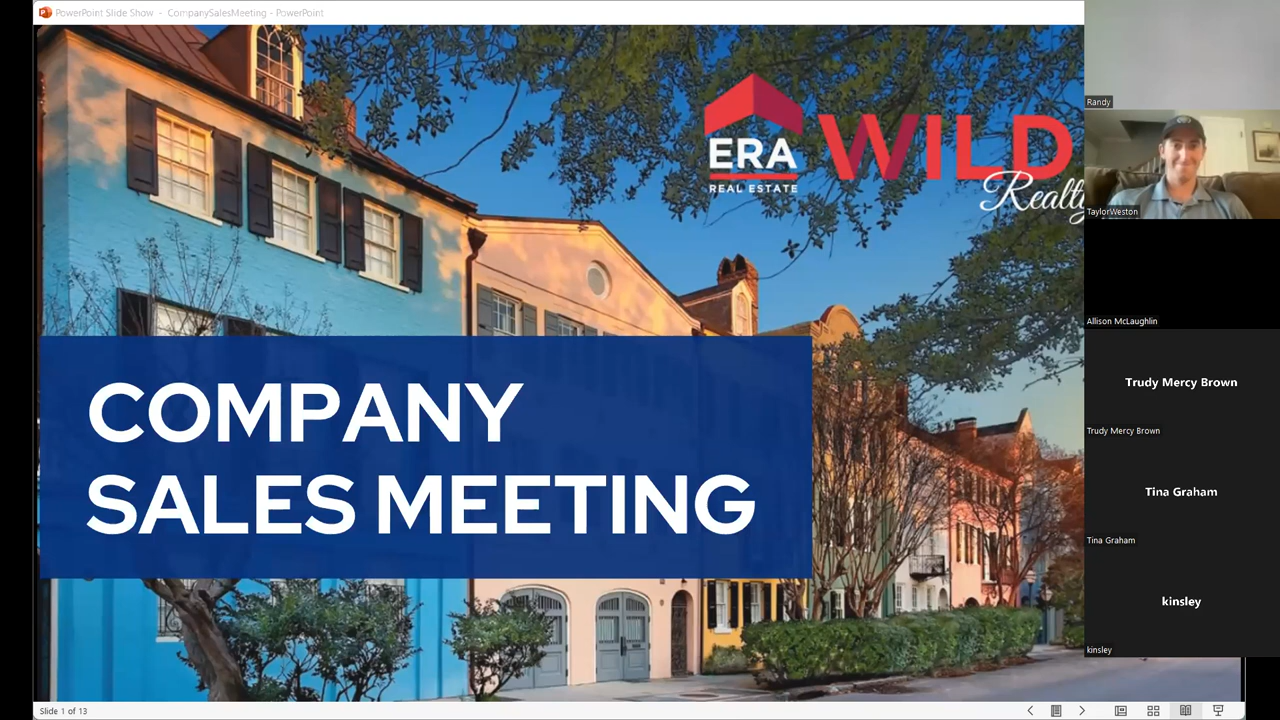 PowerPoint Slide Show - CompanySalesMeeting - PowerPoint
ERA
REAL ESTATE
WILD
Realty
COMPANY
SALES MEETING
Randy
TaylorWeston
Allison McLaughlin
Trudy Mercy Brown
Trudy Mercy Brown
Tina Graham
Tina Graham
kinsley
kinsley
Slide 1 of 13